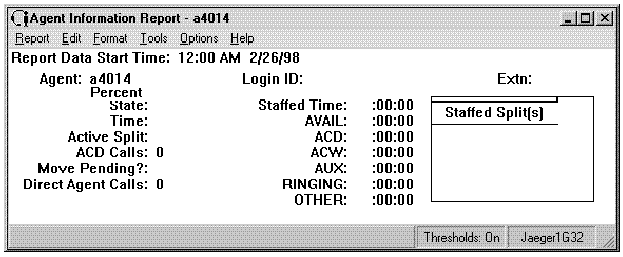 Agent Information Report - a4014
Report Edit Format Tools Options Help
Report Data Start Time: 12:00 AM 2/26/98
Agent: a4014 Login ID: Extn:
Percent
State: Staffed Time: :00:00
Staffed Split(s)
Time: AVAIL: :00:00
Active Split: ACD: :00:00
ACD Calls: 0 ACW: :00:00
Move Pending?: AUX: :00:00
Direct Agent Calls: 0 RINGING: :00:00
OTHER: :00:00
Thresholds: On Jaeger1G32